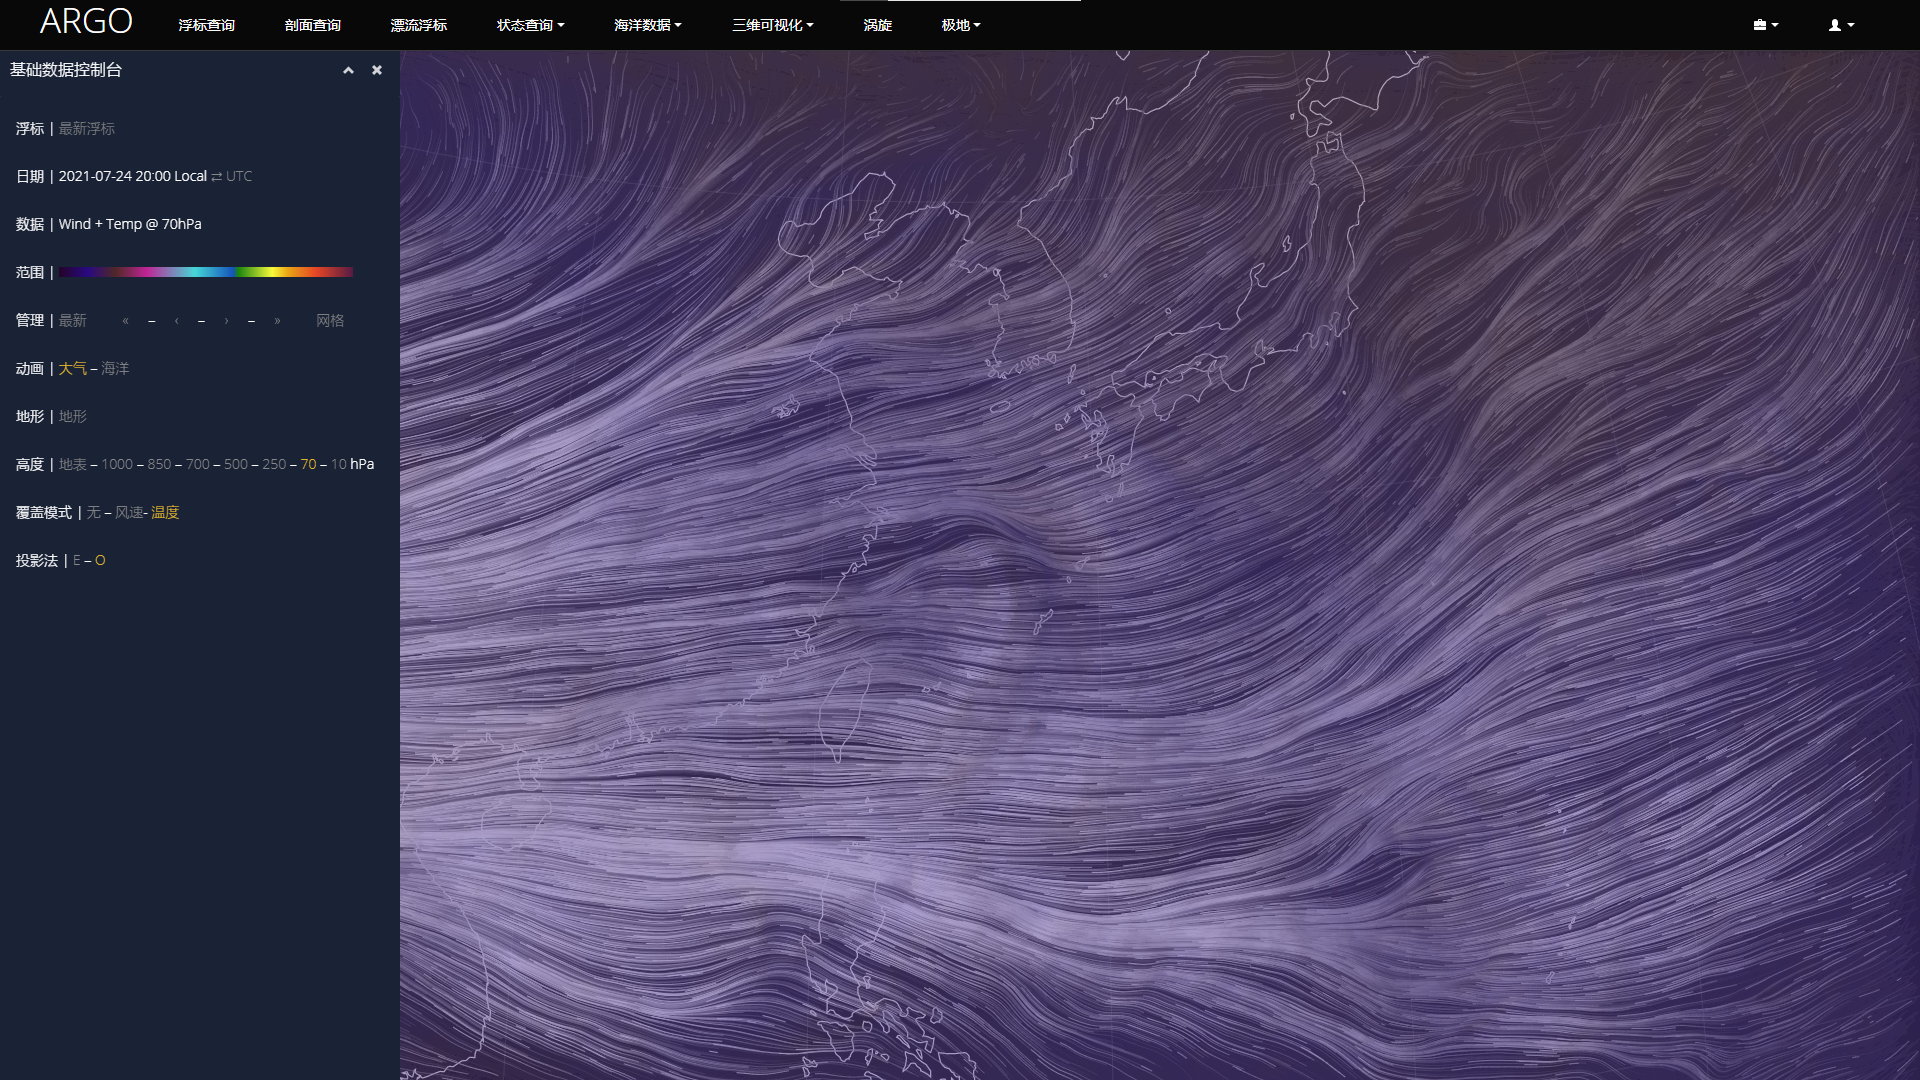 ARGO 浮标查询 剖面查询 漂流浮标 状态查询 海洋数据 三维可视化 涡旋 极地
基础数据控制台
浮标 | 最新浮标
日期 | 2021-07-24 20:00 Local ⇄ UTC
数据 | Wind + Temp @ 70hPa
范围 |
管理 | 最新 « – ‹ – › – » 网格
动画 | 大气 – 海洋
地形 | 地形
高度 | 地表 – 1000 – 850 – 700 – 500 – 250 – 70 – 10 hPa
覆盖模式 | 无 – 风速- 温度
投影法 | E – O